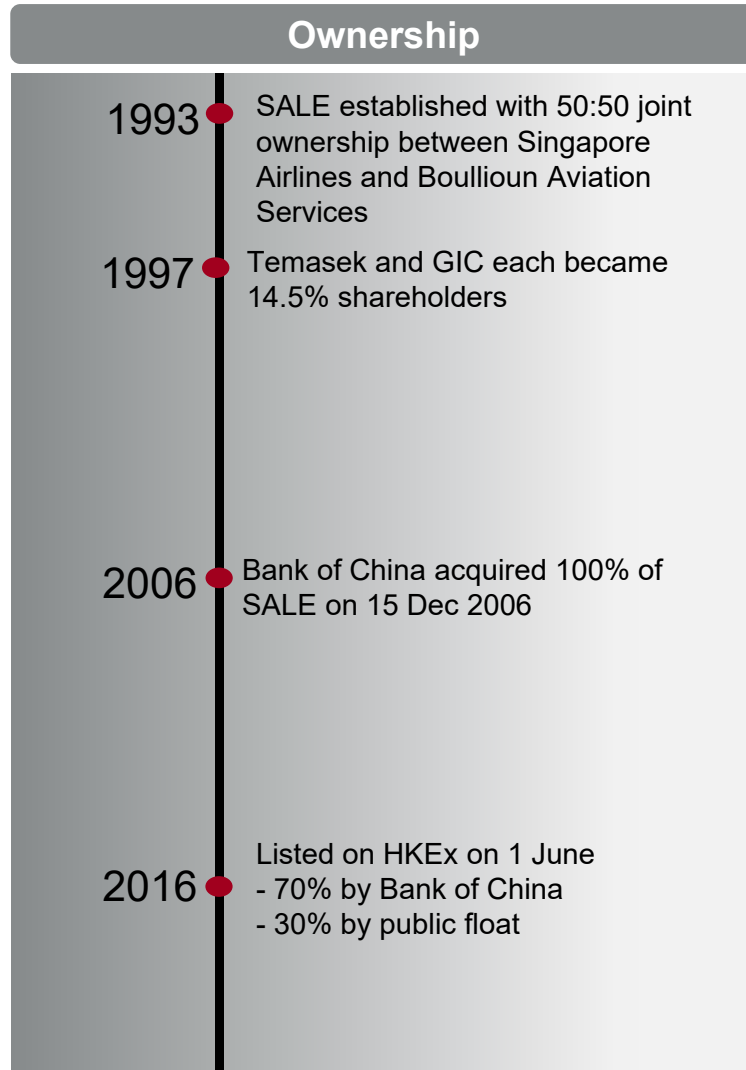 Ownership
1993
SALE established with 50:50 joint
ownership between Singapore
Airlines and Boullioun Aviation
Services
1997
Temasek and GIC each became
14.5% shareholders
2006
Bank of China acquired 100% of
SALE on 15 Dec 2006
2016
Listed on HKEx on 1 June
- 70% by Bank of China
- 30% by public float